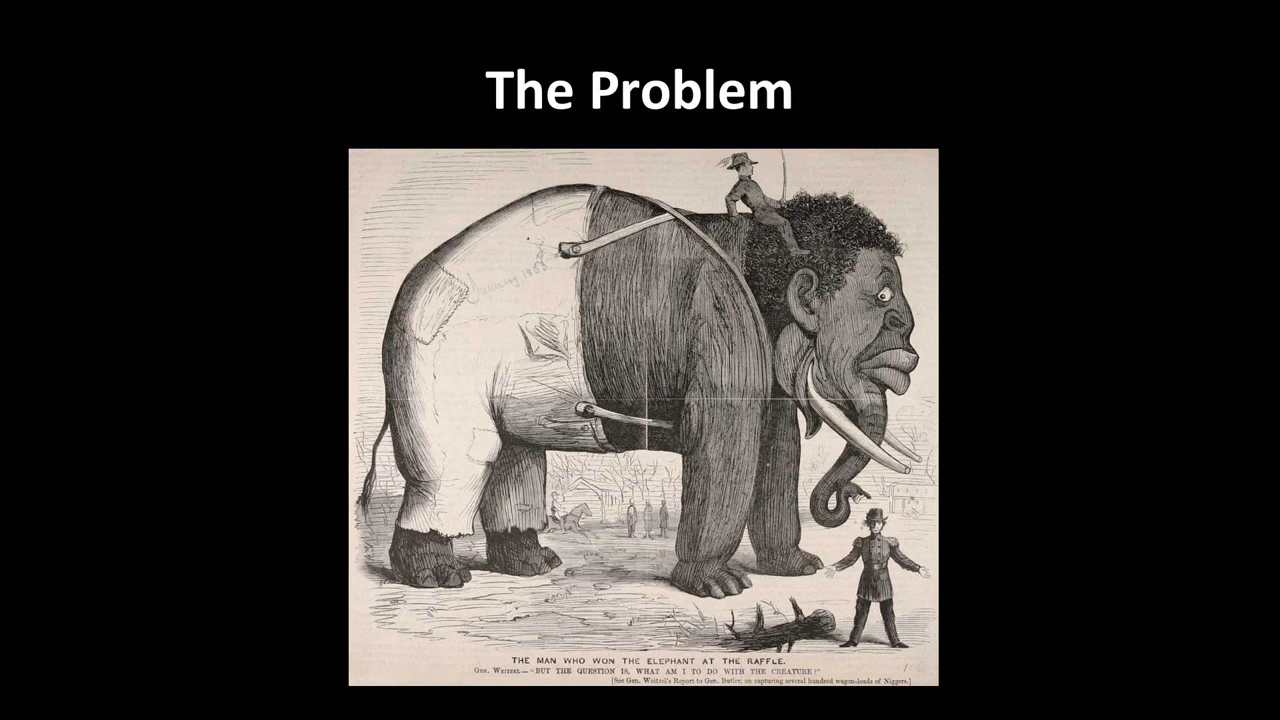 The Problem
January 1863
THE MAN WHO WON THE ELEPHANT AT THE RAFFLE.
GEN. WEITZEL.—"BUT THE QUESTION IS, WHAT AM I TO DO WITH THE CREATURE?"
[See Gen. Weitzel's Report to Gen. Butler, on capturing several hundred wagon-loads of Niggers.]